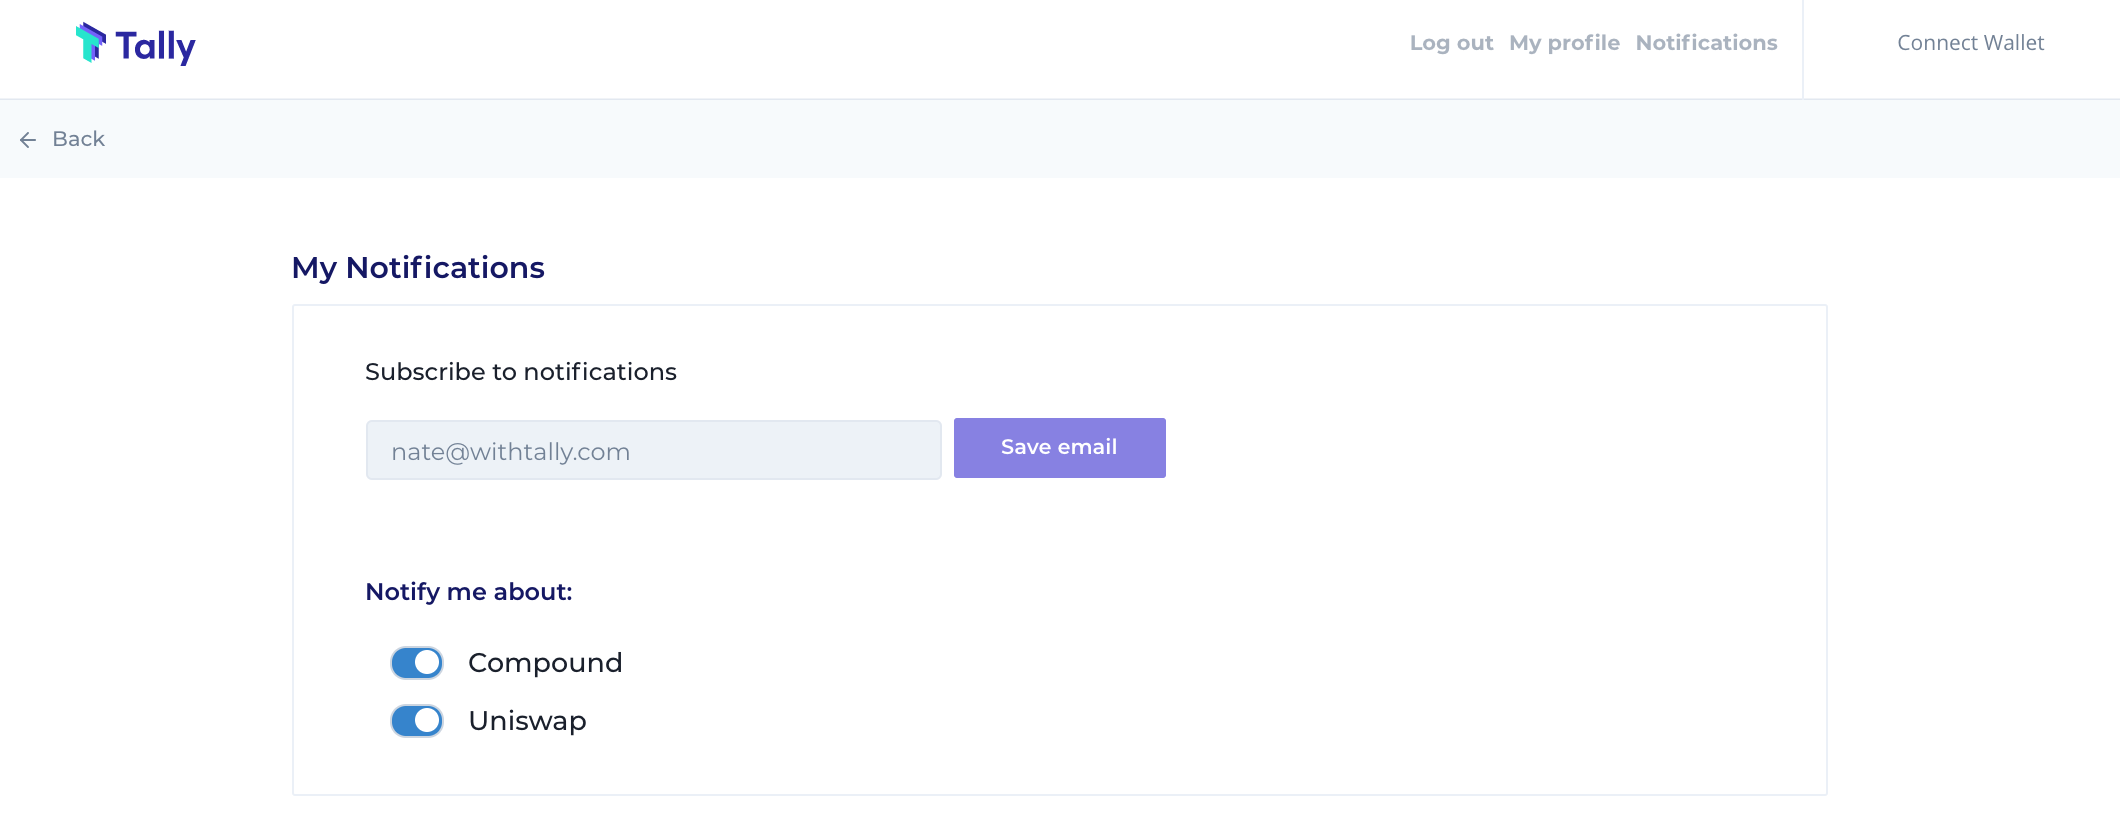 Tally
Log out My profile Notifications
Connect Wallet
Back
My Notifications
Subscribe to notifications
nate@withtally.com
Save email
Notify me about:
Compound
Uniswap